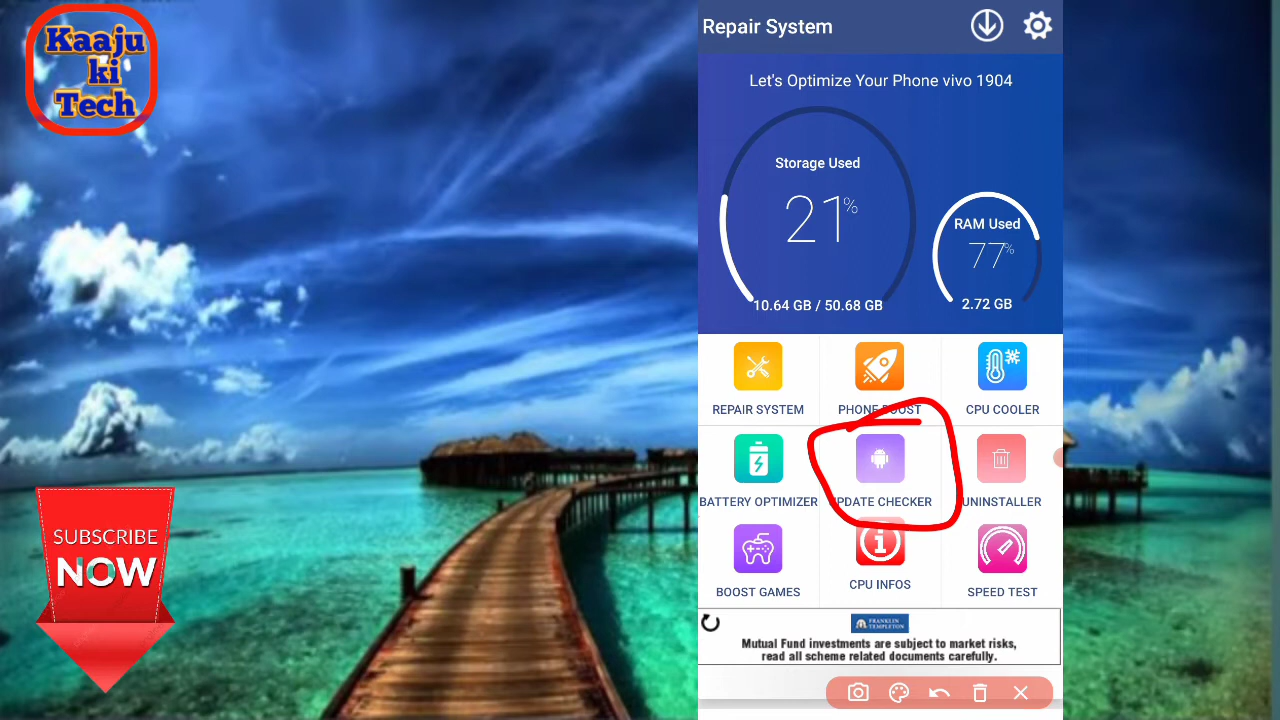 Kaaju
ki
Tech
SUBSCRIBE
NOW
Repair System
Let's Optimize Your Phone vivo 1904
Storage Used
21%
10.64 GB / 50.68 GB
RAM Used
77%
2.72 GB
REPAIR SYSTEM
PHONE BOOST
CPU COOLER
BATTERY OPTIMIZER
UPDATE CHECKER
UNINSTALLER
BOOST GAMES
CPU INFOS
SPEED TEST
FRANKLIN
TEMPLETON
Mutual Fund investments are subject to market risks,
read all scheme related documents carefully.